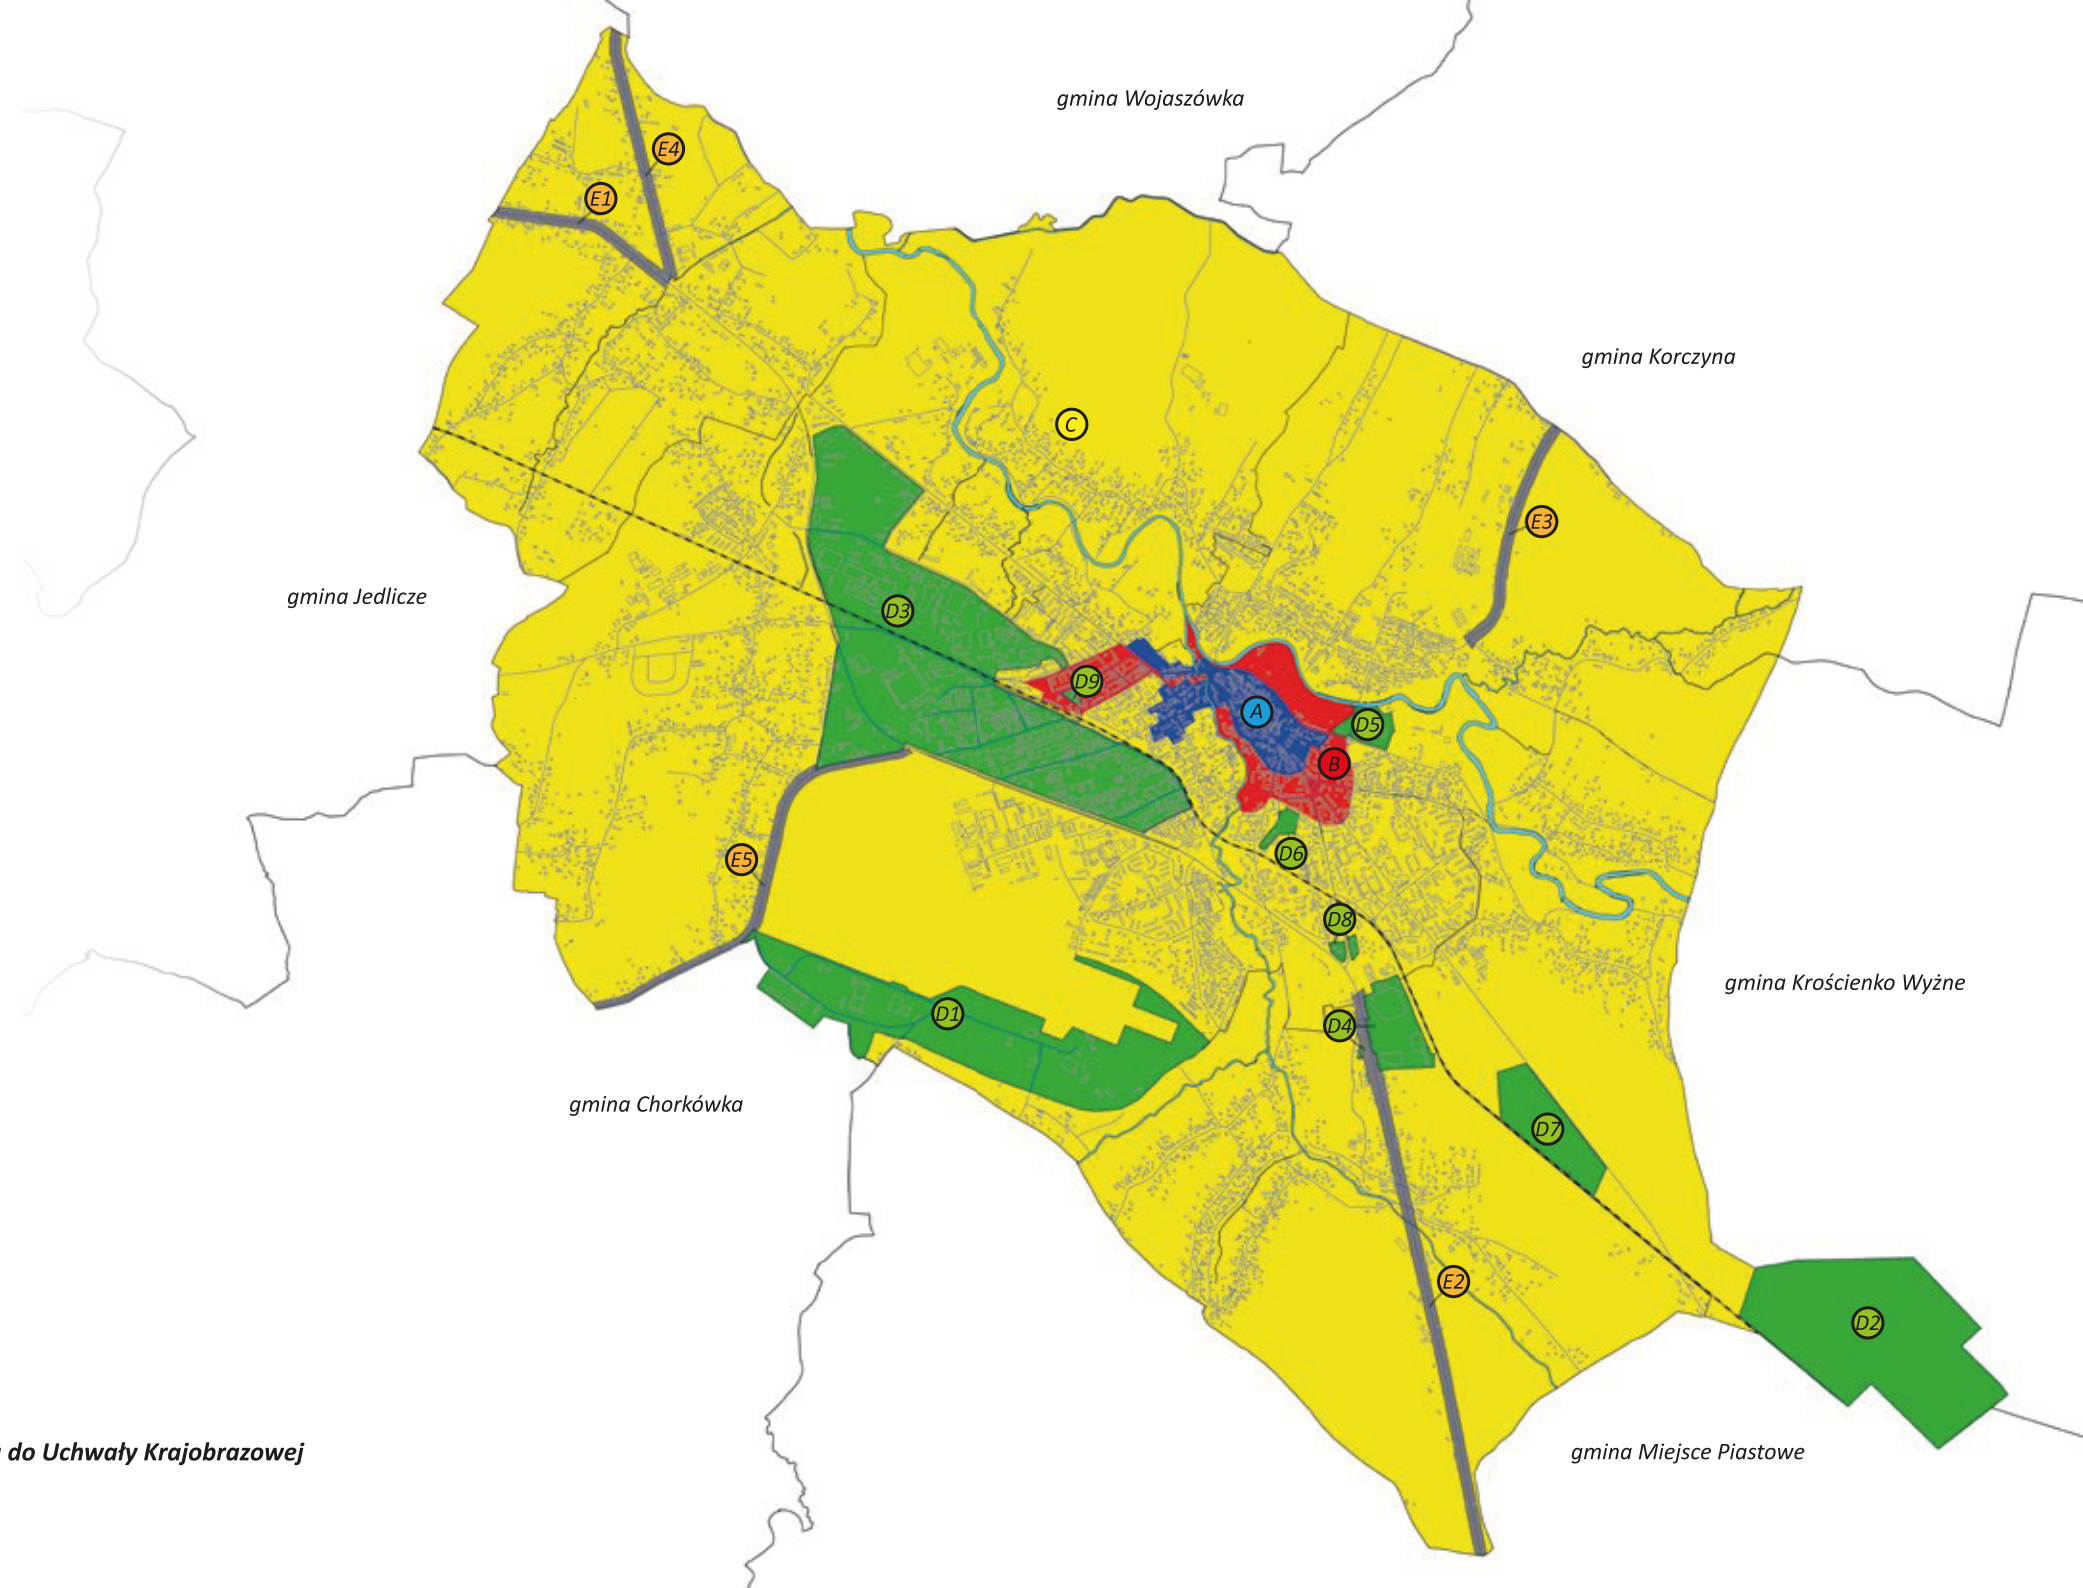 gmina Wojaszówka
E4
E1
gmina Korczyna
C
E3
gmina Jedlicze
D3
D9
A
D5
B
E5
D6
D8
gmina Krościenko Wyżne
D1
D4
gmina Chorkówka
D7
E2
D2
do Uchwały Krajobrazowej
gmina Miejsce Piastowe